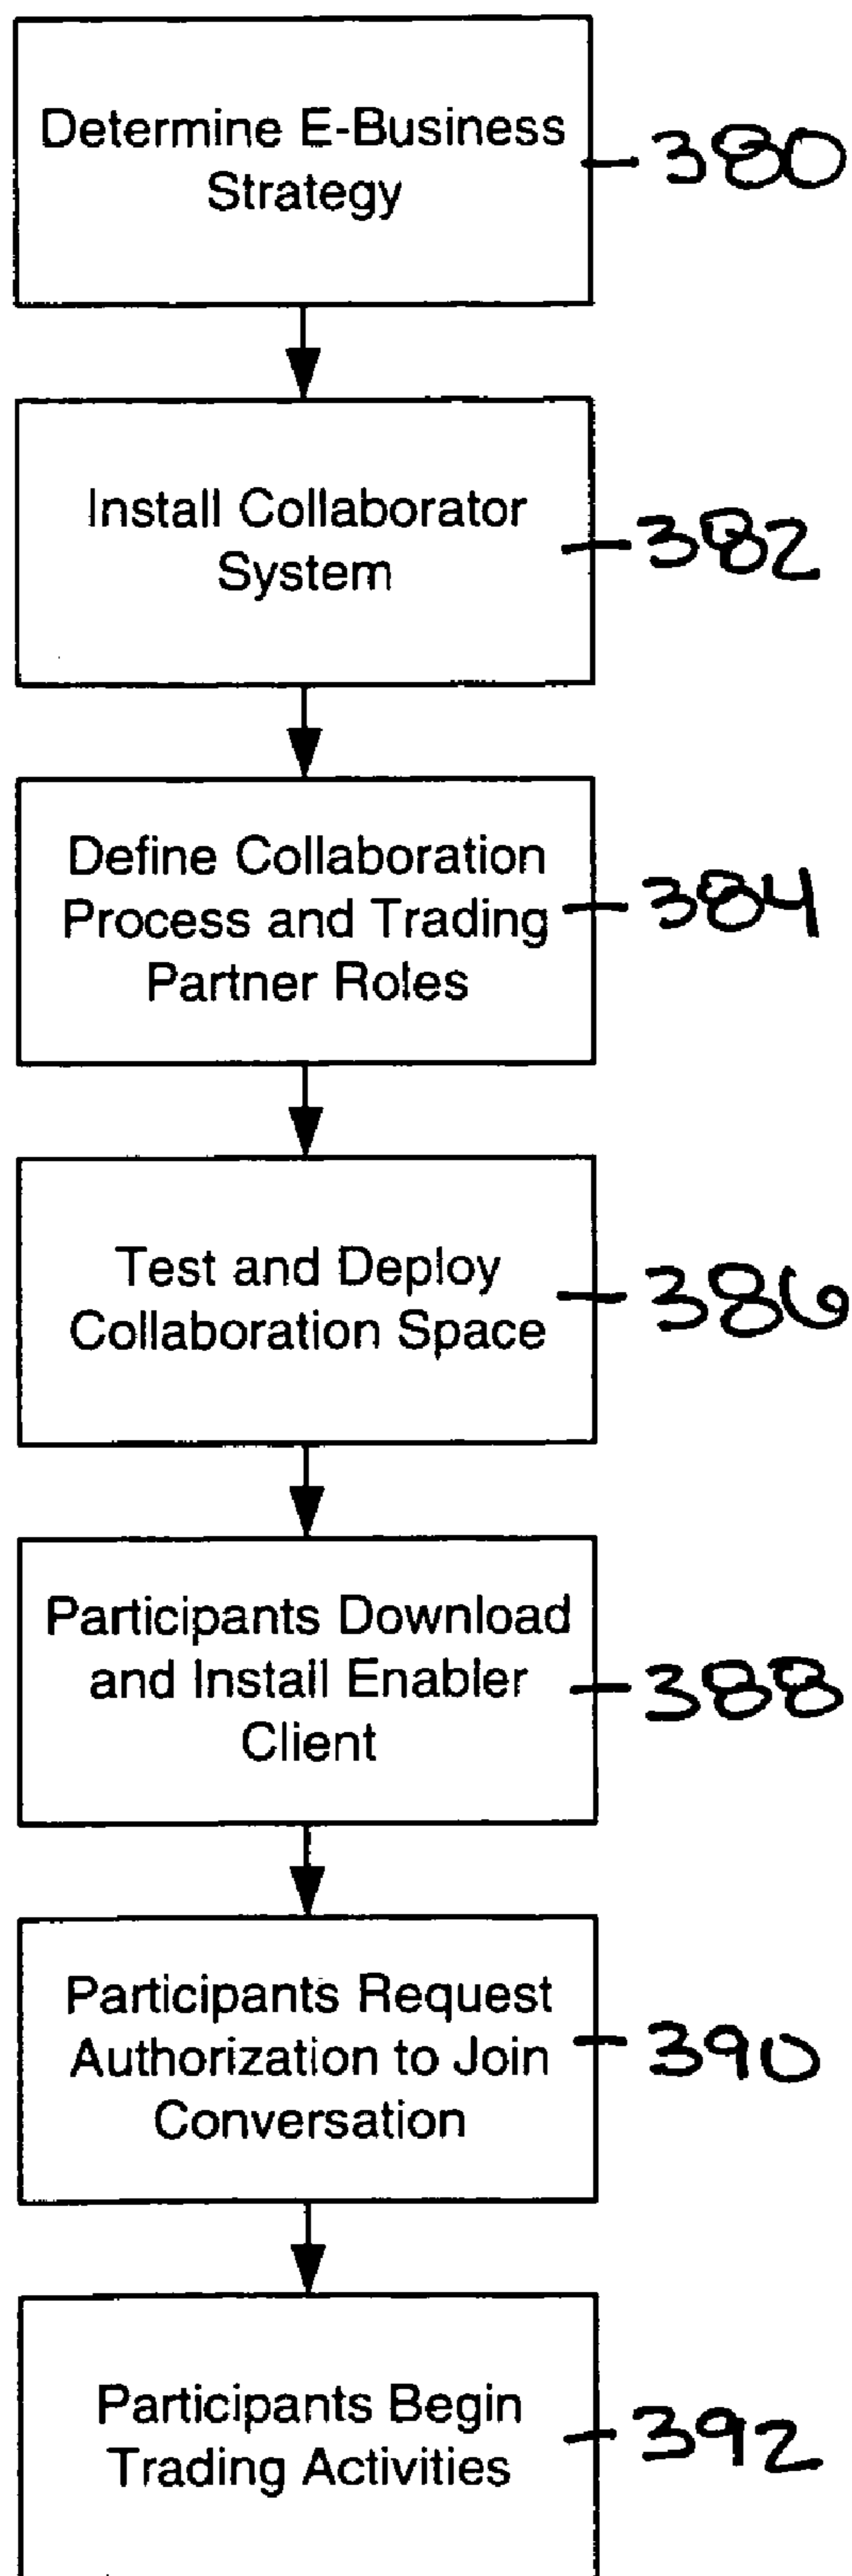 Determine E-Business
Strategy
380
Install Collaborator
System
382
Define Collaboration
Process and Trading
Partner Roles
384
Test and Deploy
Collaboration Space
386
Participants Download
and Install Enabler
Client
388
Participants Request
Authorization to Join
Conversation
390
Participants Begin
Trading Activities
392